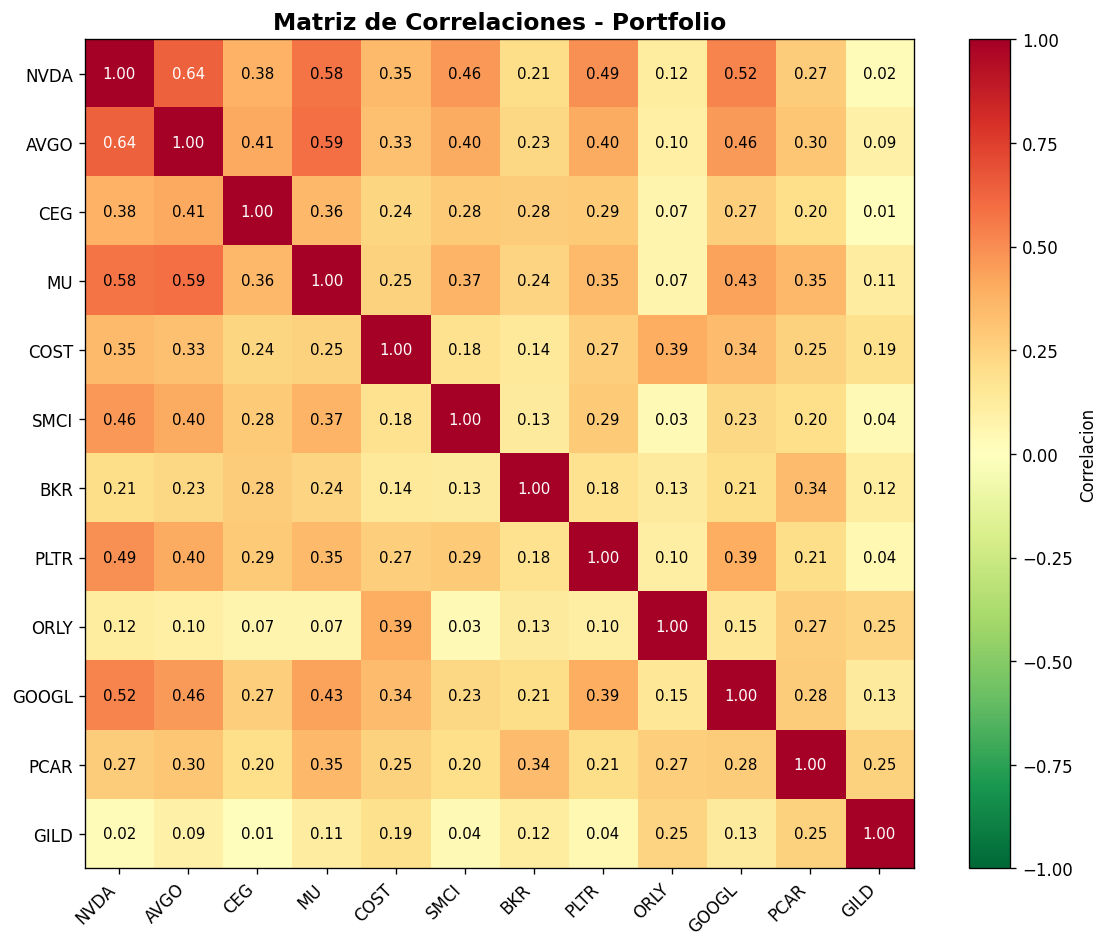 Matriz de Correlaciones - Portfolio
NVDA 1.00 0.64 0.38 0.58 0.35 0.46 0.21 0.49 0.12 0.52 0.27 0.02
AVGO 0.64 1.00 0.41 0.59 0.33 0.40 0.23 0.40 0.10 0.46 0.30 0.09
CEG 0.38 0.41 1.00 0.36 0.24 0.28 0.28 0.29 0.07 0.27 0.20 0.01
MU 0.58 0.59 0.36 1.00 0.25 0.37 0.24 0.35 0.07 0.43 0.35 0.11
COST 0.35 0.33 0.24 0.25 1.00 0.18 0.14 0.27 0.39 0.34 0.25 0.19
SMCI 0.46 0.40 0.28 0.37 0.18 1.00 0.13 0.29 0.03 0.23 0.20 0.04
BKR 0.21 0.23 0.28 0.24 0.14 0.13 1.00 0.18 0.13 0.21 0.34 0.12
PLTR 0.49 0.40 0.29 0.35 0.27 0.29 0.18 1.00 0.10 0.39 0.21 0.04
ORLY 0.12 0.10 0.07 0.07 0.39 0.03 0.13 0.10 1.00 0.15 0.27 0.25
GOOGL 0.52 0.46 0.27 0.43 0.34 0.23 0.21 0.39 0.15 1.00 0.28 0.13
PCAR 0.27 0.30 0.20 0.35 0.25 0.20 0.34 0.21 0.27 0.28 1.00 0.25
GILD 0.02 0.09 0.01 0.11 0.19 0.04 0.12 0.04 0.25 0.13 0.25 1.00
NVDA AVGO CEG MU COST SMCI BKR PLTR ORLY GOOGL PCAR GILD
1.00
0.75
0.50
0.25
0.00
−0.25
−0.50
−0.75
−1.00
Correlacion